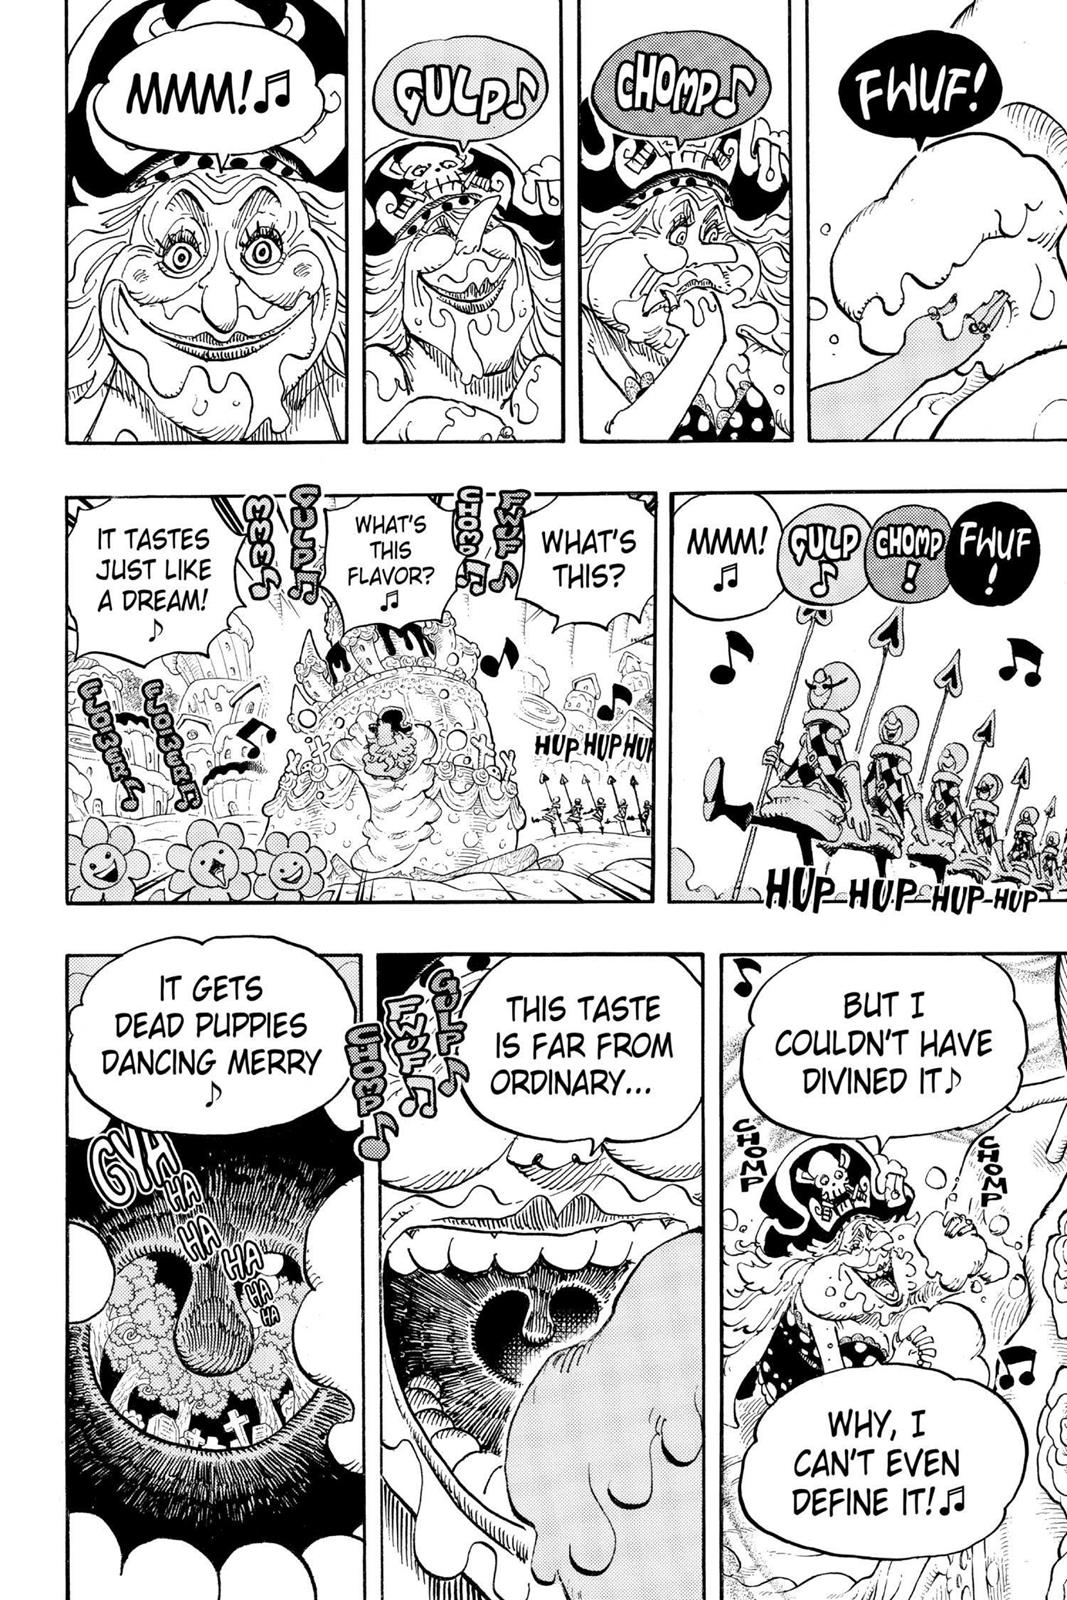 FWUF!
CHOMP♪
GULP♪
MMM!♫
FWUF
!
CHOMP
!
GULP
♪
MMM!
♫
HUP HUP HUP HUP
WHAT'S
THIS?
FWUF♪
CHOMP♫
WHAT'S
THIS
FLAVOR?
♫
GULP♫
MMM♪
IT TASTES
JUST LIKE
A DREAM!
♪
HUP HUP HUP
FLOWER♪
FLOWER♪
BUT I
COULDN'T HAVE
DIVINED IT♪
CHOMP
CHOMP
WHY, I
CAN'T EVEN
DEFINE IT!♫
THIS TASTE
IS FAR FROM
ORDINARY...
GULP♪
FWUF♫
CHOMP♪
IT GETS
DEAD PUPPIES
DANCING MERRY
♪
GYA
HA
HA
HA
HA
HA
HA